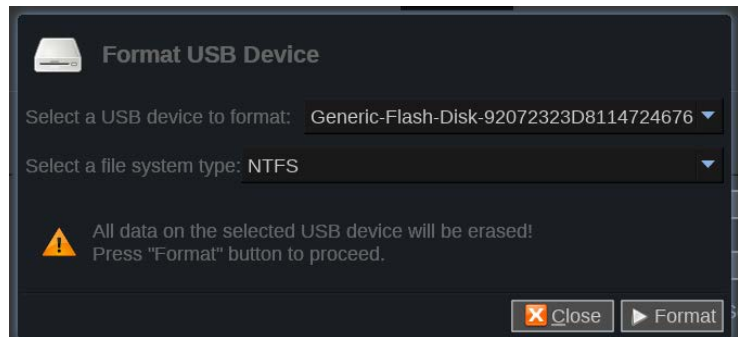 Format USB Device
Select a USB device to format: Generic-Flash-Disk-92072323D8114724676
Select a file system type: NTFS
All data on the selected USB device will be erased!
Press "Format" button to proceed.
Close Format